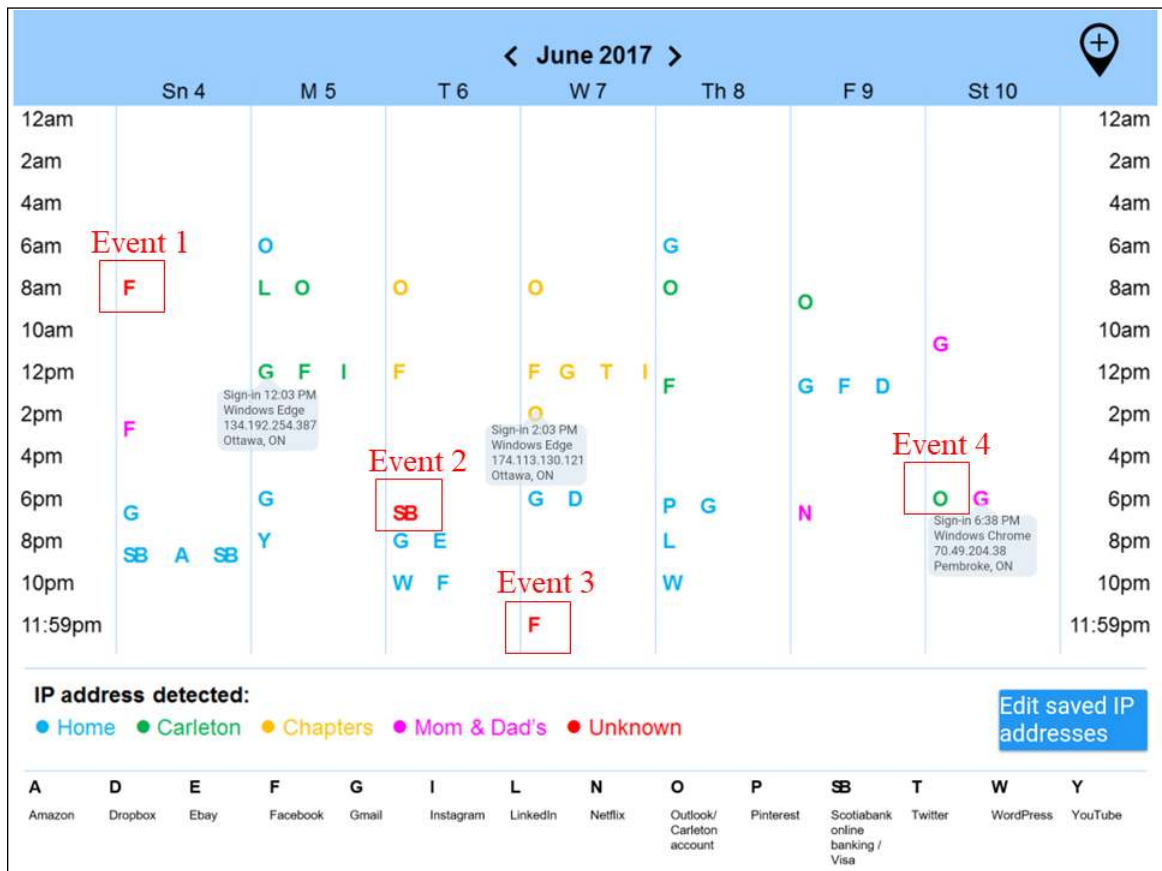 < June 2017 >
Sn 4 M 5 T 6 W 7 Th 8 F 9 St 10
12am 12am
2am 2am
4am 4am
Event 1
6am O G 6am
8am F L O O O O 8am
O
10am 10am
G
12pm G F I F F G T I 12pm
F G F D
Sign-in 12:03 PM
Windows Edge
134.192.254.387
Ottawa, ON
2pm O 2pm
F
Sign-in 2:03 PM
Windows Edge
174.113.130.121
Ottawa, ON
Event 2
Event 4
4pm 4pm
6pm G G D P G O G 6pm
G SB N
Sign-in 6:38 PM
Windows Chrome
70.49.204.38
Pembroke, ON
8pm Y G E L 8pm
SB A SB
10pm W F W 10pm
Event 3
11:59pm F 11:59pm
IP address detected:
Home Carleton Chapters Mom & Dad's Unknown
Edit saved IP
addresses
A D E F G I L N O P SB T W Y
Amazon Dropbox Ebay Facebook Gmail Instagram LinkedIn Netflix Outlook/ Pinterest Scotiabank Twitter WordPress YouTube
Carleton online
account banking /
Visa